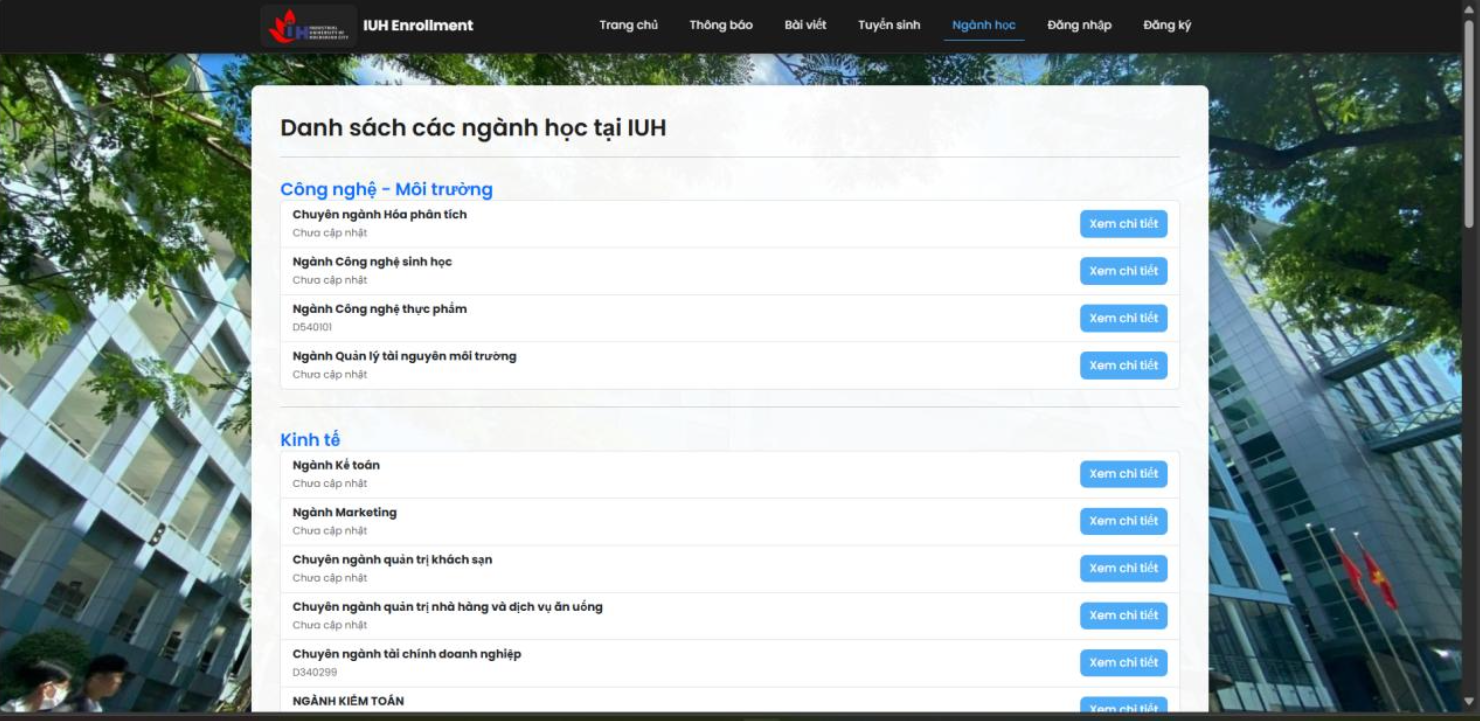 INDUSTRIAL
UNIVERSITY OF
HOCHIMINH CITY
IUH
IUH Enrollment
Trang chủ
Thông báo
Bài viết
Tuyển sinh
Ngành học
Đăng nhập
Đăng ký
Danh sách các ngành học tại IUH
Công nghệ - Môi trường
Chuyên ngành Hóa phân tích
Chưa cập nhật
Xem chi tiết
Ngành Công nghệ sinh học
Chưa cập nhật
Xem chi tiết
Ngành Công nghệ thực phẩm
D540101
Xem chi tiết
Ngành Quản lý tài nguyên môi trường
Chưa cập nhật
Xem chi tiết
Kinh tế
Ngành Kế toán
Chưa cập nhật
Xem chi tiết
Ngành Marketing
Chưa cập nhật
Xem chi tiết
Chuyên ngành quản trị khách sạn
Chưa cập nhật
Xem chi tiết
Chuyên ngành quản trị nhà hàng và dịch vụ ăn uống
Chưa cập nhật
Xem chi tiết
Chuyên ngành tài chính doanh nghiệp
D340299
Xem chi tiết
NGÀNH KIỂM TOÁN
Xem chi tiết